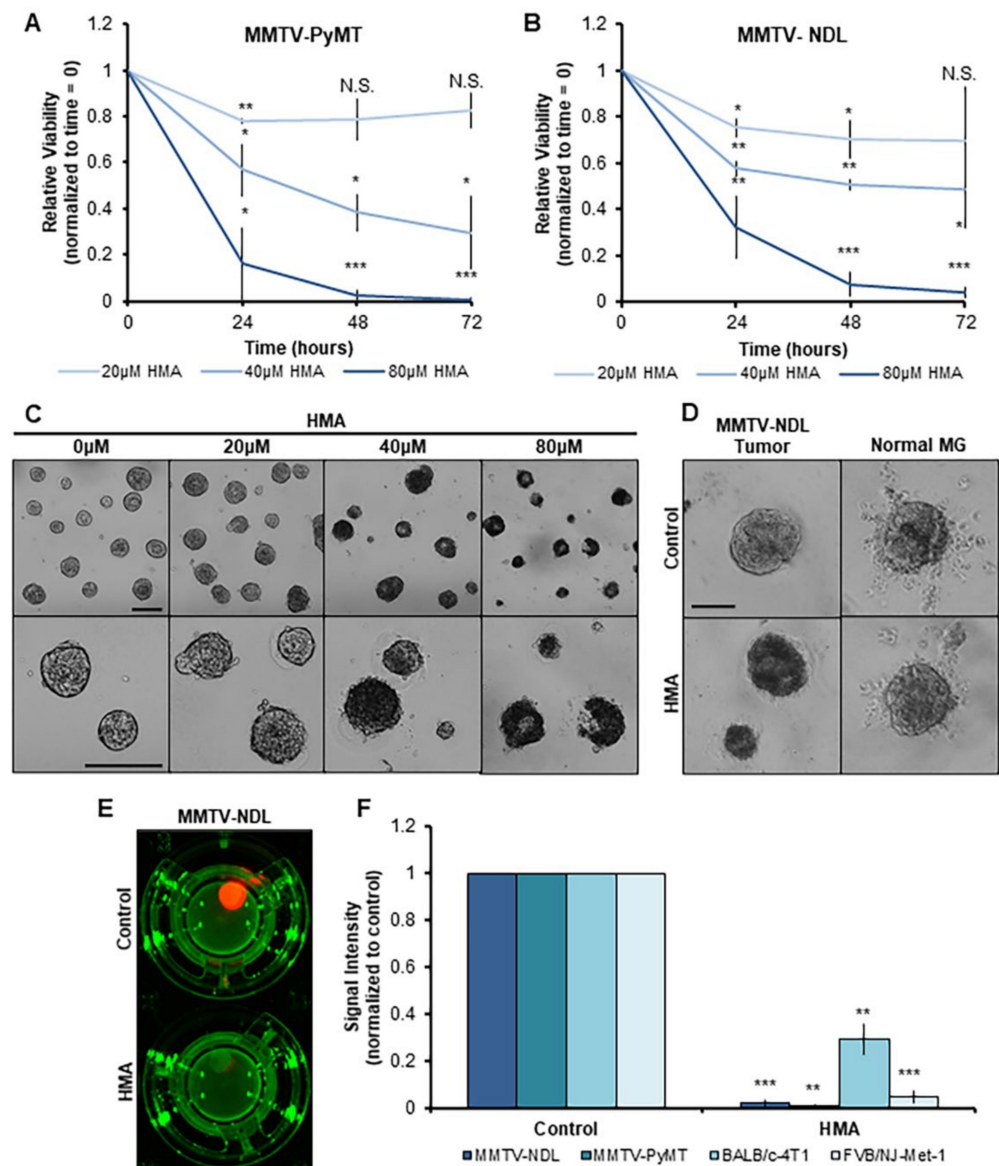 A
MMTV-PyMT
Relative Viability
(normalized to time = 0)
1
0.8
0.6
0.4
0.2
0
**
*
*
N.S.
*
***
N.S.
*
***
0
24
48
72
Time (hours)
20µM HMA
40µM HMA
80µM HMA
B
MMTV- NDL
Relative Viability
(normalized to time = 0)
1
0.8
0.6
0.4
0.2
0
*
**
**
*
**
***
N.S.
*
***
0
24
48
72
Time (hours)
20µM HMA
40µM HMA
80µM HMA
C
HMA
0µM
20µM
40µM
80µM
D
MMTV-NDL
Tumor
Normal MG
Control
HMA
E
MMTV-NDL
Control
HMA
F
Signal Intensity
(normalized to control)
1.2
1
0.8
0.6
0.4
0.2
0
***
**
**
***
Control
HMA
MMTV-NDL
MMTV-PyMT
BALB/c-4T1
FVB/NJ-Met-1